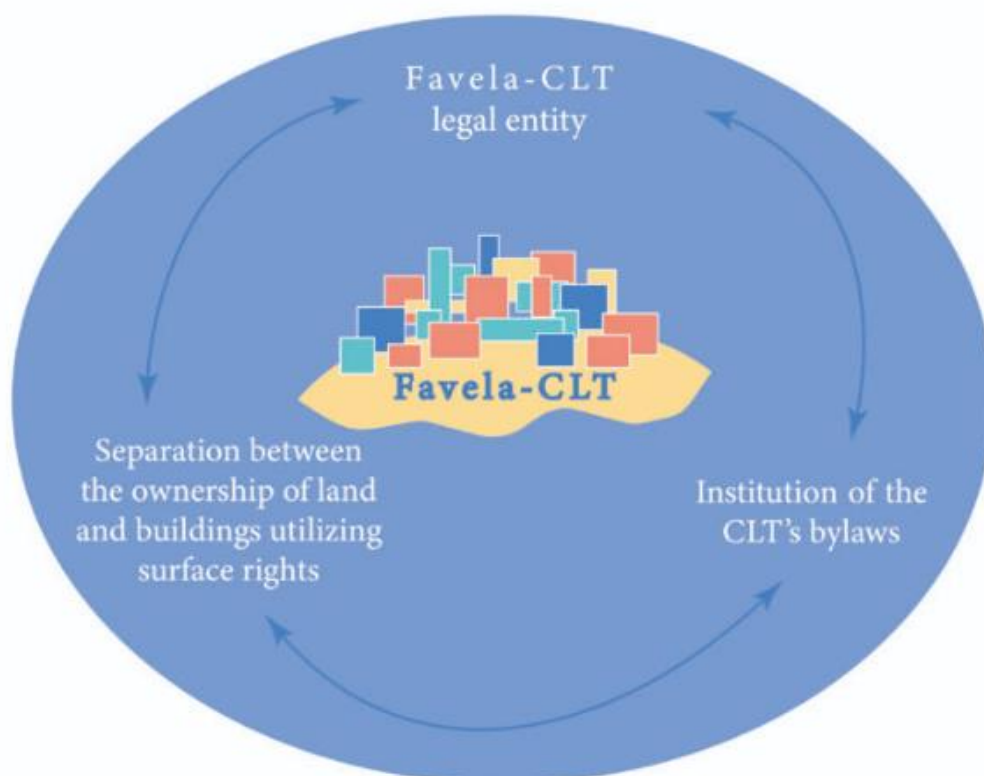 Favela-CLT
legal entity
Favela-CLT
Separation between
the ownership of land
and buildings utilizing
surface rights
Institution of the
CLT's bylaws